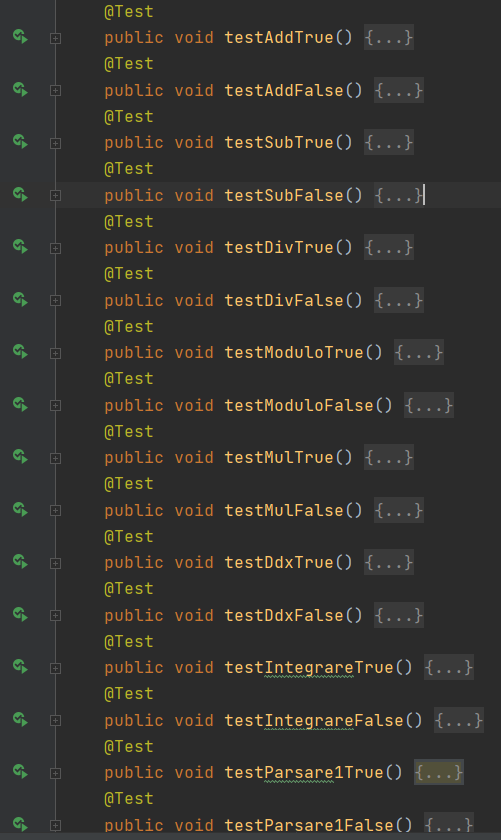 @Test
public void testAddTrue() {...}
@Test
public void testAddFalse() {...}
@Test
public void testSubTrue() {...}
@Test
public void testSubFalse() {...}
@Test
public void testDivTrue() {...}
@Test
public void testDivFalse() {...}
@Test
public void testModuloTrue() {...}
@Test
public void testModuloFalse() {...}
@Test
public void testMulTrue() {...}
@Test
public void testMulFalse() {...}
@Test
public void testDdxTrue() {...}
@Test
public void testDdxFalse() {...}
@Test
public void testIntegrareTrue() {...}
@Test
public void testIntegrareFalse() {...}
@Test
public void testParsare1True() {...}
@Test
public void testParsare1False() {...}